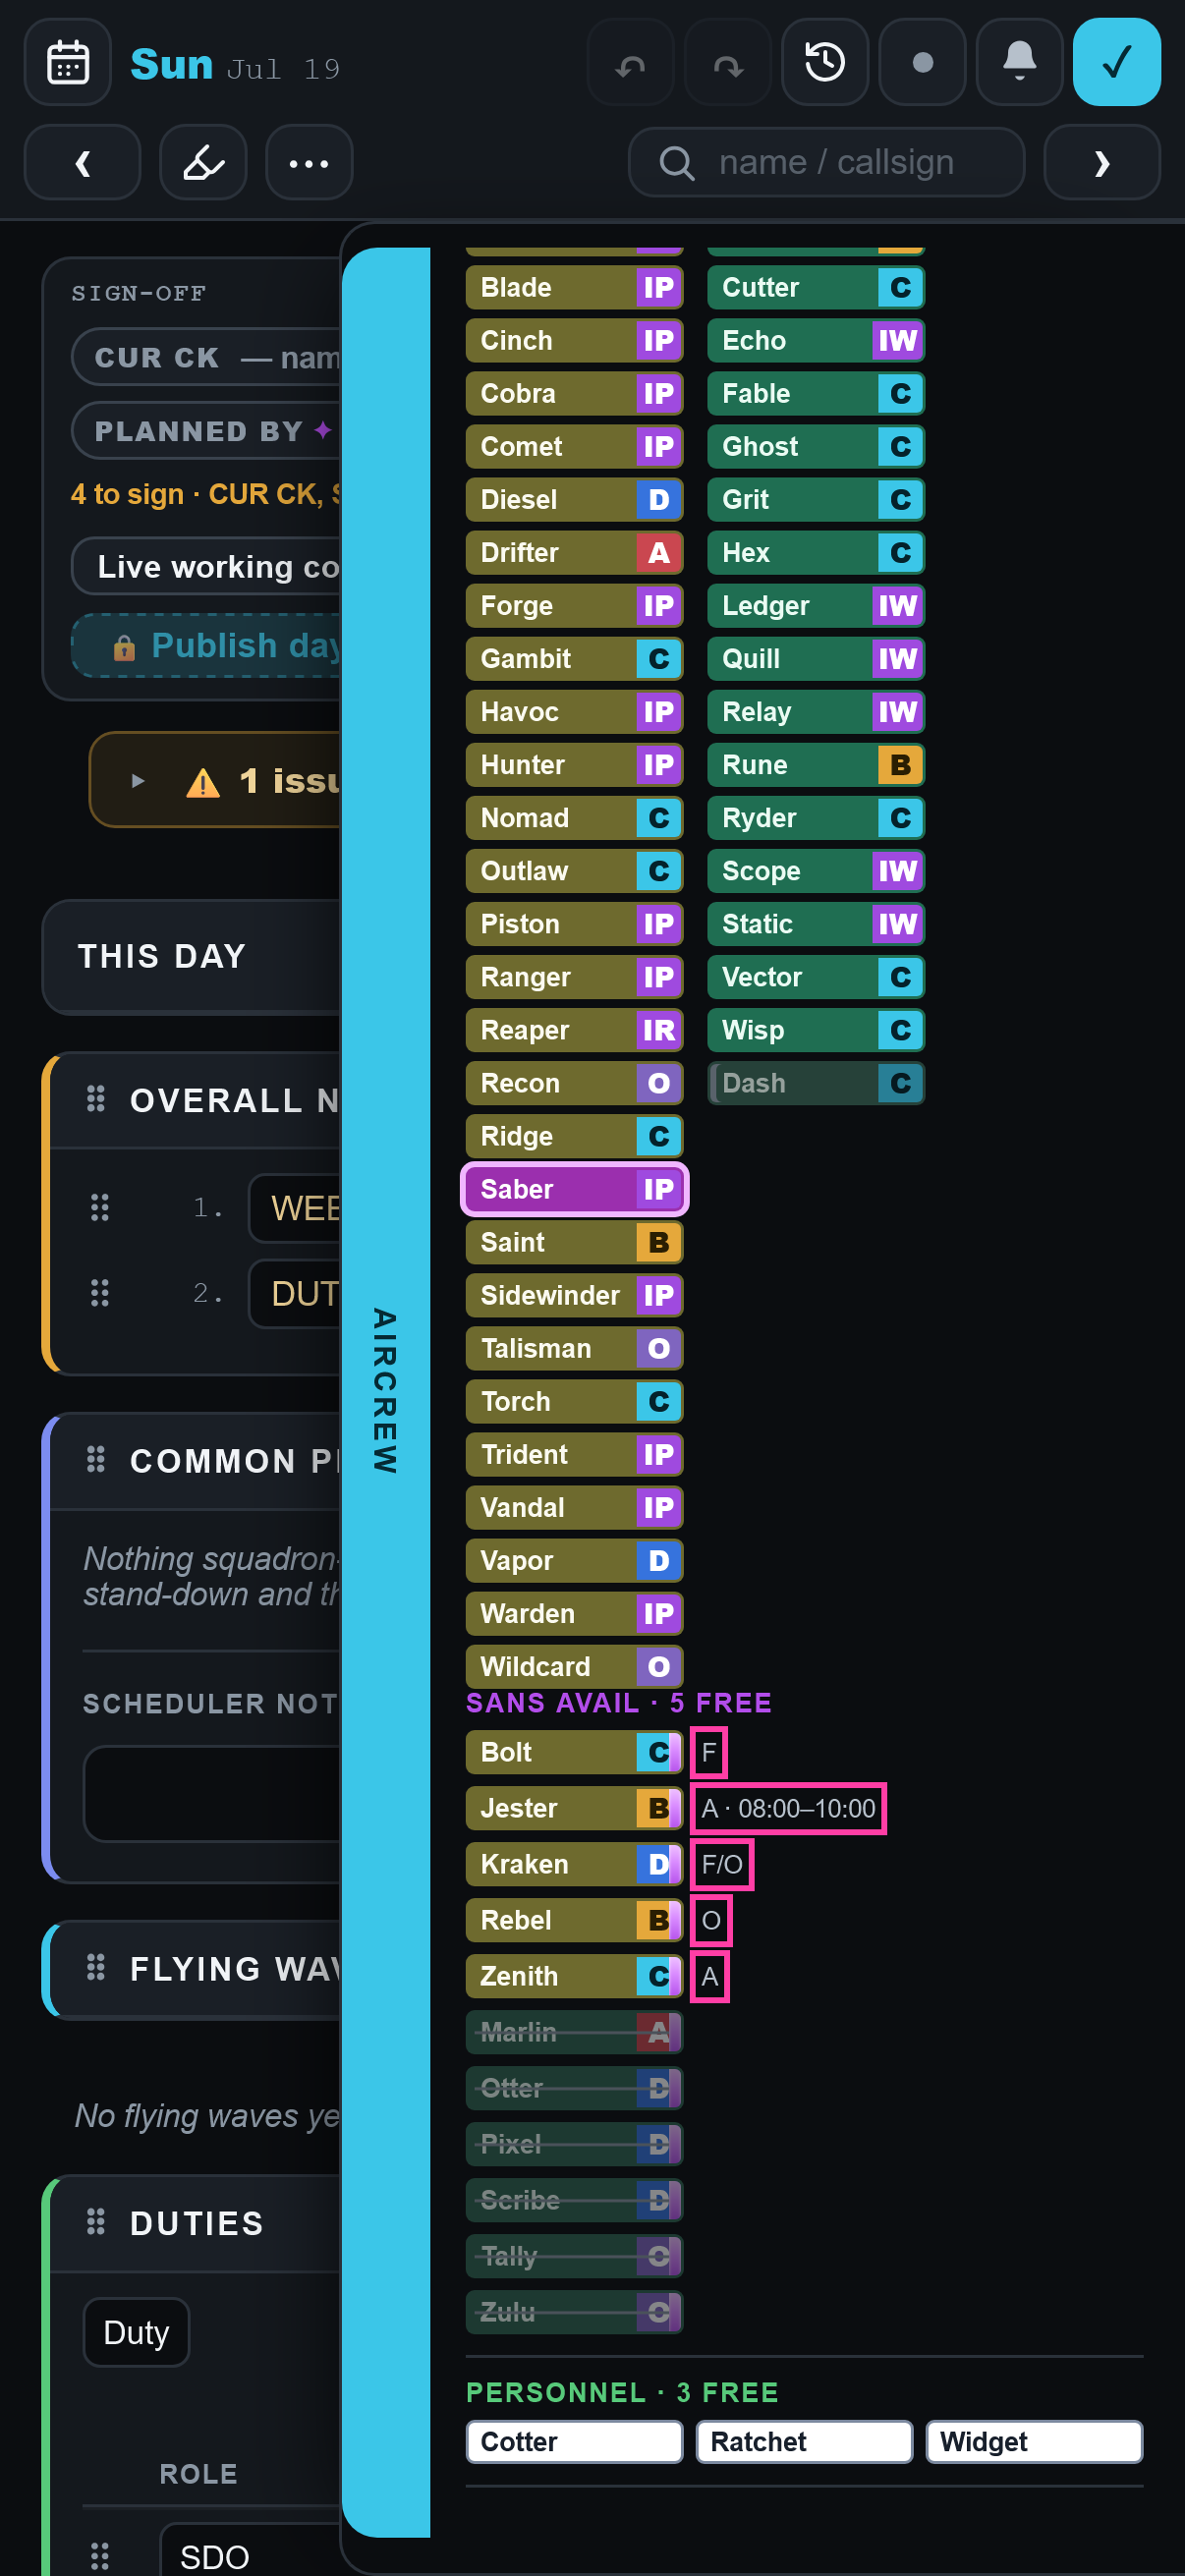 Sun Jul 19
name / callsign
SIGN-OFF
CUR CK — nam
PLANNED BY
4 to sign · CUR CK, S
Live working co
Publish day
1 issu
THIS DAY
OVERALL N
1. WEE
2. DUT
COMMON P
Nothing squadron-
stand-down and th
SCHEDULER NOT
FLYING WAV
No flying waves ye
DUTIES
Duty
ROLE
SDO
AIRCREW
Blade IP
Cinch IP
Cobra IP
Comet IP
Diesel D
Drifter A
Forge IP
Gambit C
Havoc IP
Hunter IP
Nomad C
Outlaw C
Piston IP
Ranger IP
Reaper IR
Recon O
Ridge C
Saber IP
Saint B
Sidewinder IP
Talisman O
Torch C
Trident IP
Vandal IP
Vapor D
Warden IP
Wildcard O
Cutter C
Echo IW
Fable C
Ghost C
Grit C
Hex C
Ledger IW
Quill IW
Relay IW
Rune B
Ryder C
Scope IW
Static IW
Vector C
Wisp C
Dash C
SANS AVAIL · 5 FREE
Bolt C F
Jester B A · 08:00–10:00
Kraken D F/O
Rebel B O
Zenith C A
Marlin A
Otter D
Pixel D
Scribe D
Tally O
Zulu O
PERSONNEL · 3 FREE
Cotter Ratchet Widget